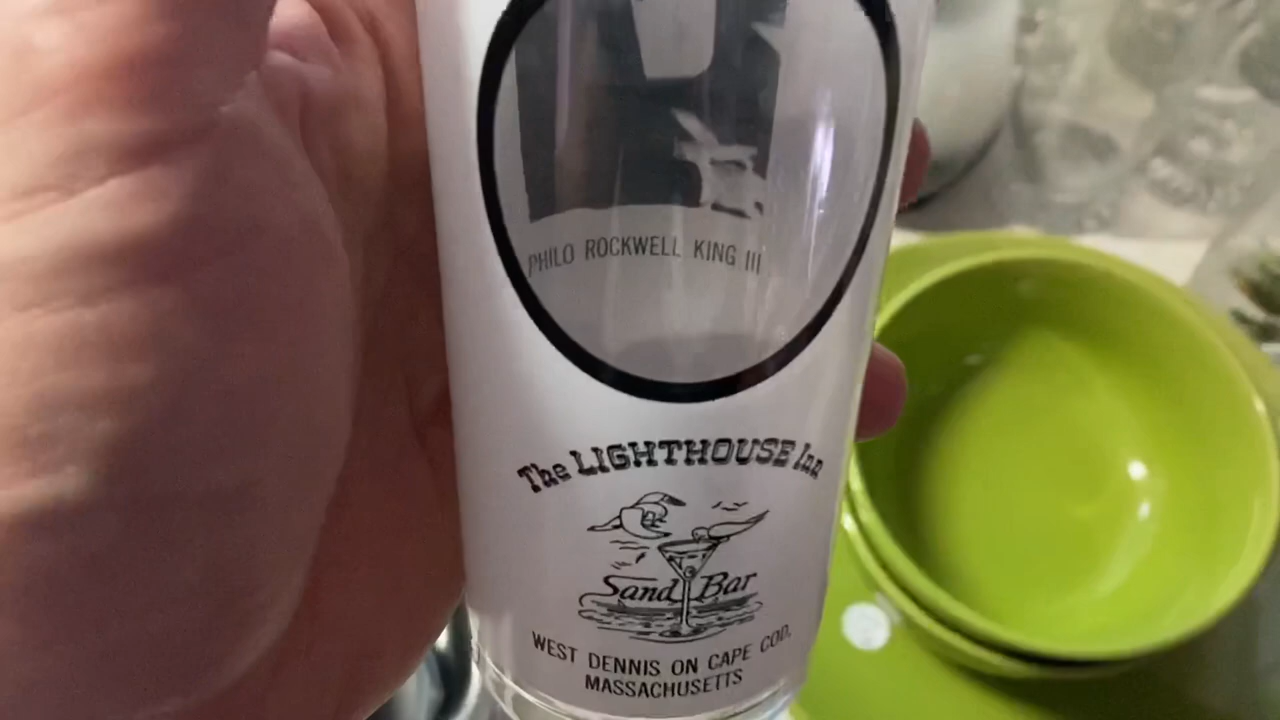 PHILO ROCKWELL KING III
The LIGHTHOUSE Inn
Sand Bar
WEST DENNIS ON CAPE COD,
MASSACHUSETTS